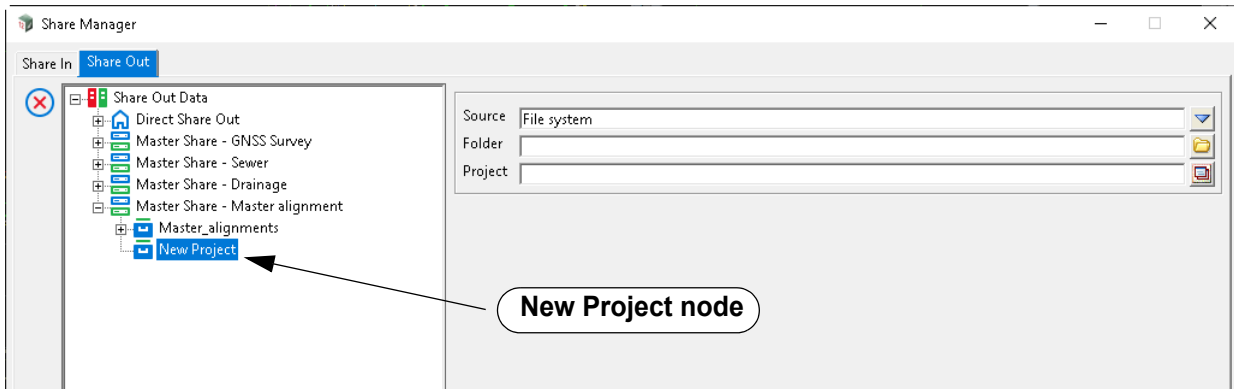 Share Manager
Share In Share Out
Share Out Data
Direct Share Out
Master Share - GNSS Survey
Master Share - Sewer
Master Share - Drainage
Master Share - Master alignment
Master_alignments
New Project
Source File system
Folder
Project
New Project node